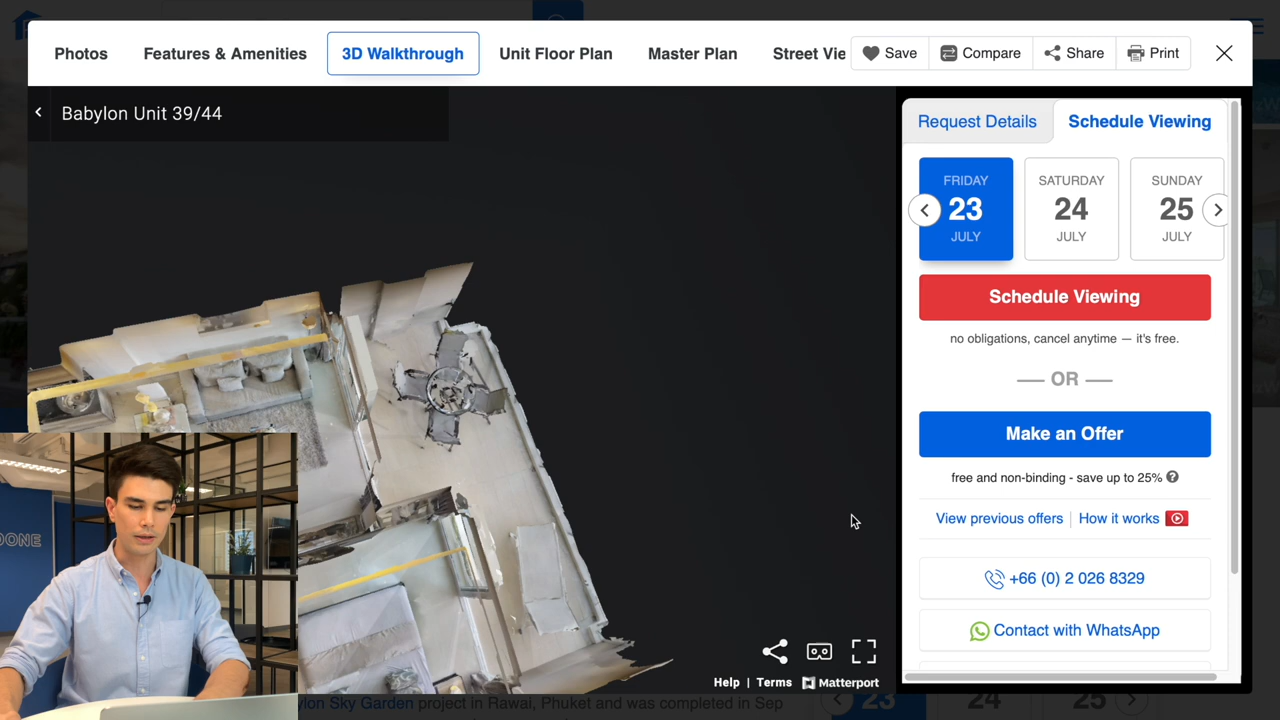 Photos
Features & Amenities
3D Walkthrough
Unit Floor Plan
Master Plan
Street Vie
Save
Compare
Share
Print
Babylon Unit 39/44
Request Details
Schedule Viewing
FRIDAY
23
JULY
SATURDAY
24
JULY
SUNDAY
25
JULY
Schedule Viewing
no obligations, cancel anytime — it's free.
OR
Make an Offer
free and non-binding - save up to 25% ?
View previous offers | How it works
+66 (0) 2 026 8329
Contact with WhatsApp
DONE
Help | Terms
Matterport
ylon Sky Garden project in Rawai, Phuket and was completed in Sep
23
24
25